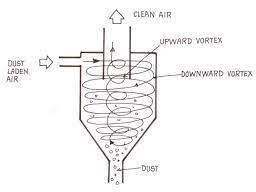 CLEAN AIR
UPWARD VORTEX
DUST
LADEN
AIR
DOWNWARD VORTEX
DUST